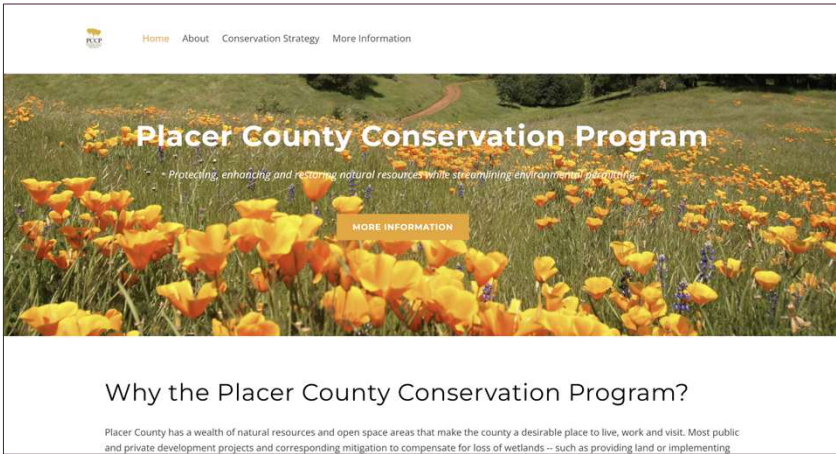 PCCP
Home About Conservation Strategy More Information
Placer County Conservation Program
~ Protecting, enhancing and restoring natural resources while streamlining environmental permitting~
MORE INFORMATION
Why the Placer County Conservation Program?
Placer County has a wealth of natural resources and open space areas that make the county a desirable place to live, work and visit. Most public
and private development projects and corresponding mitigation to compensate for loss of wetlands -- such as providing land or implementing